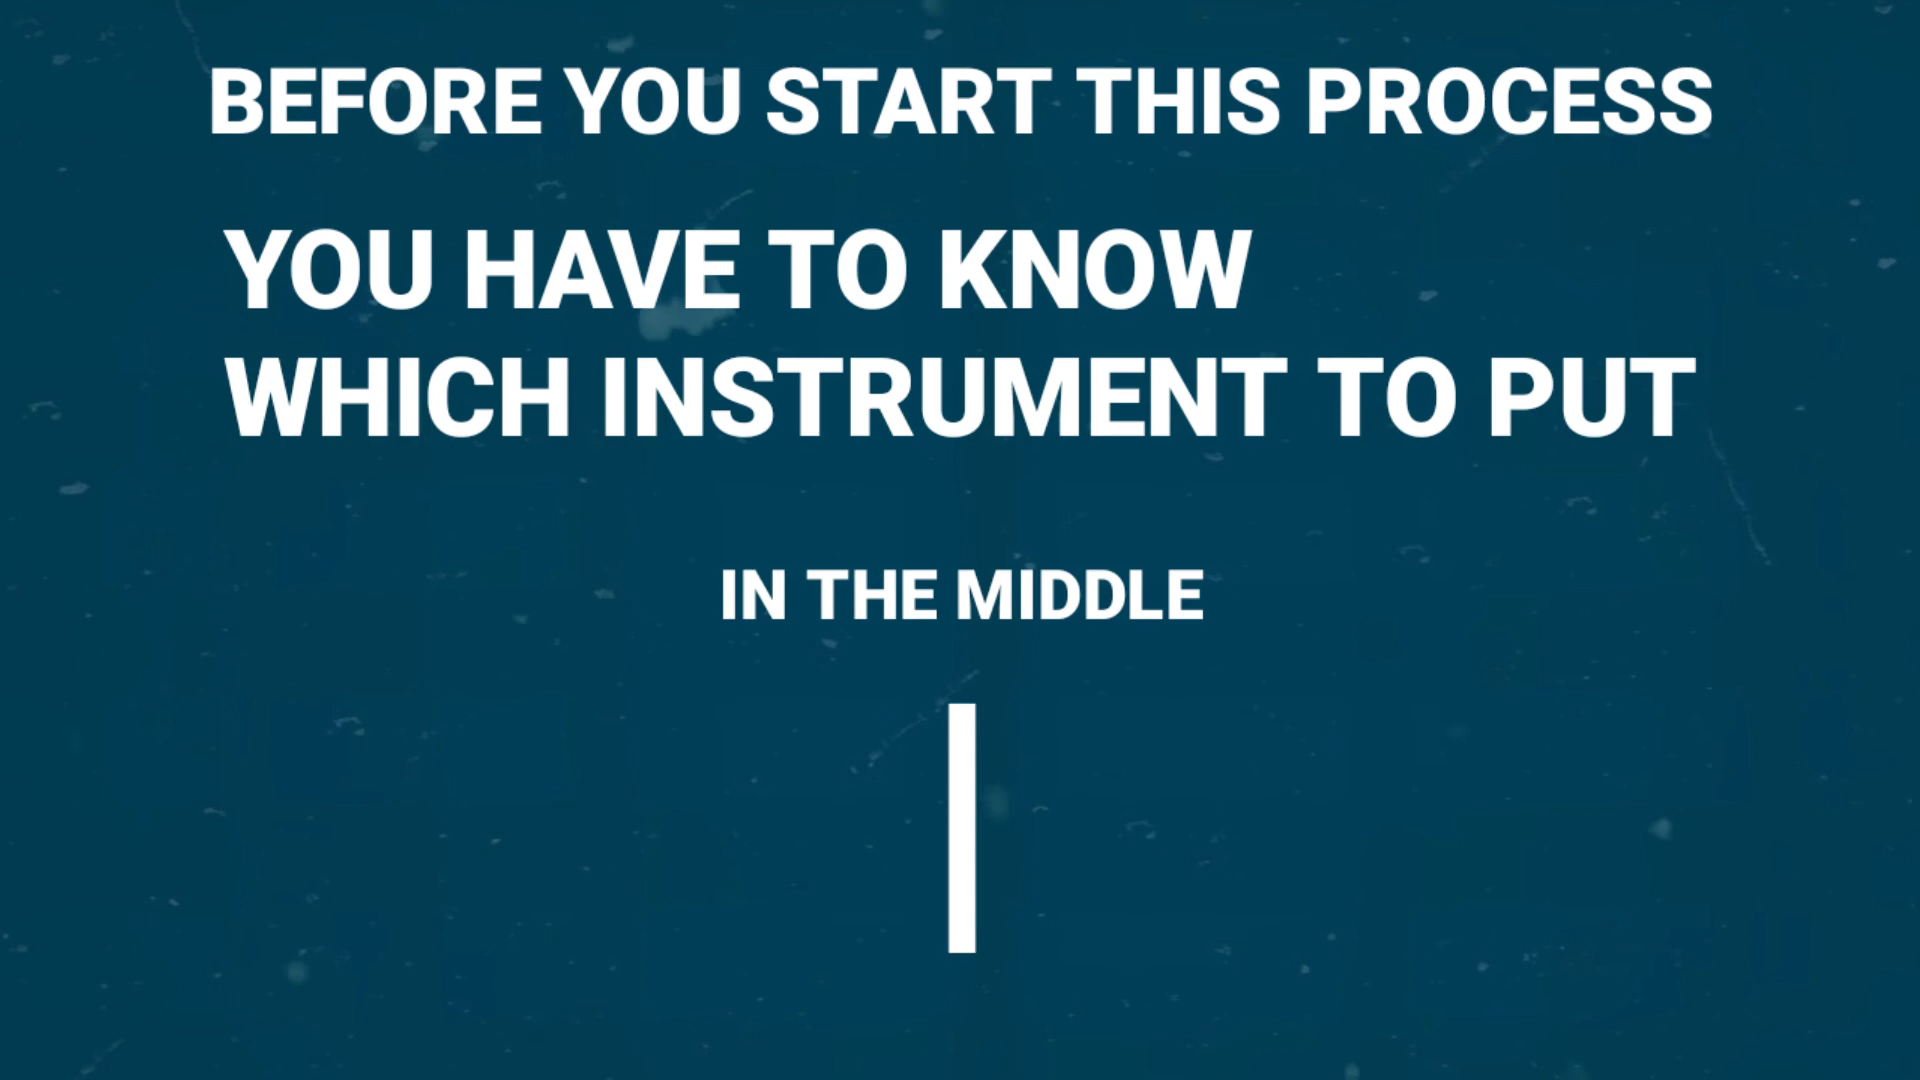 BEFORE YOU START THIS PROCESS
YOU HAVE TO KNOW
WHICH INSTRUMENT TO PUT
IN THE MIDDLE